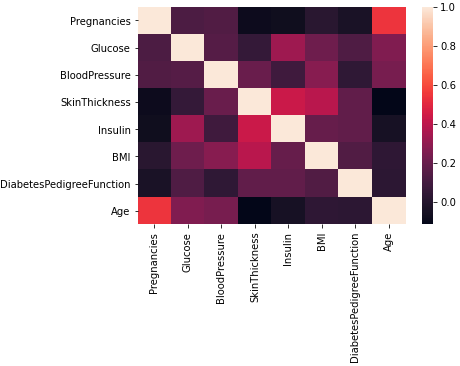 Pregnancies
Glucose
BloodPressure
SkinThickness
Insulin
BMI
DiabetesPedigreeFunction
Age
Pregnancies
Glucose
BloodPressure
SkinThickness
Insulin
BMI
DiabetesPedigreeFunction
Age
1.0
0.8
0.6
0.4
0.2
0.0